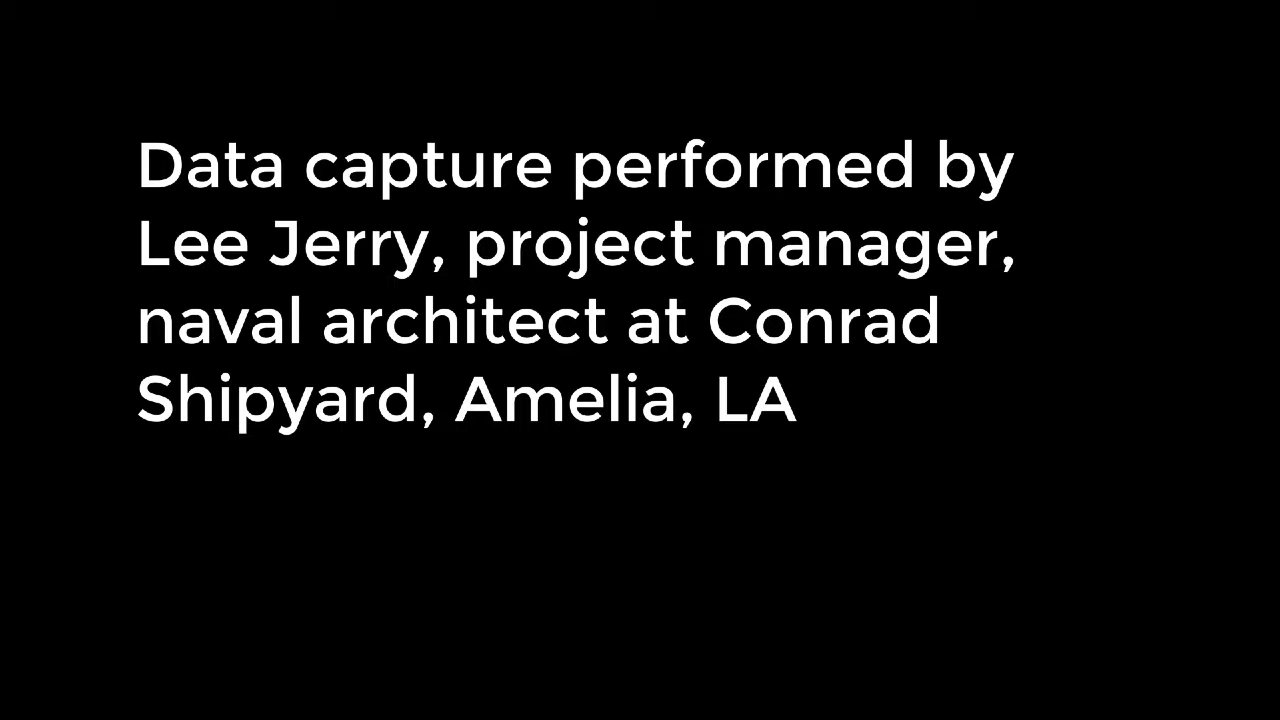 Data capture performed by
Lee Jerry, project manager,
naval architect at Conrad
Shipyard, Amelia, LA